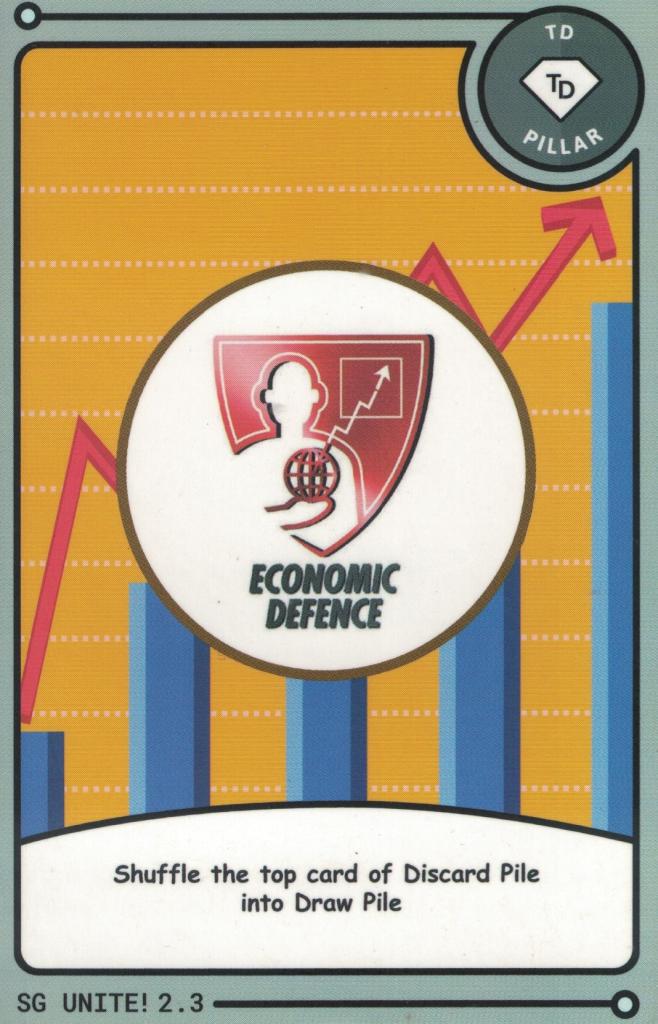 TD
TD
PILLAR
ECONOMIC
DEFENCE
Shuffle the top card of Discard Pile
into Draw Pile
SG UNITE! 2.3